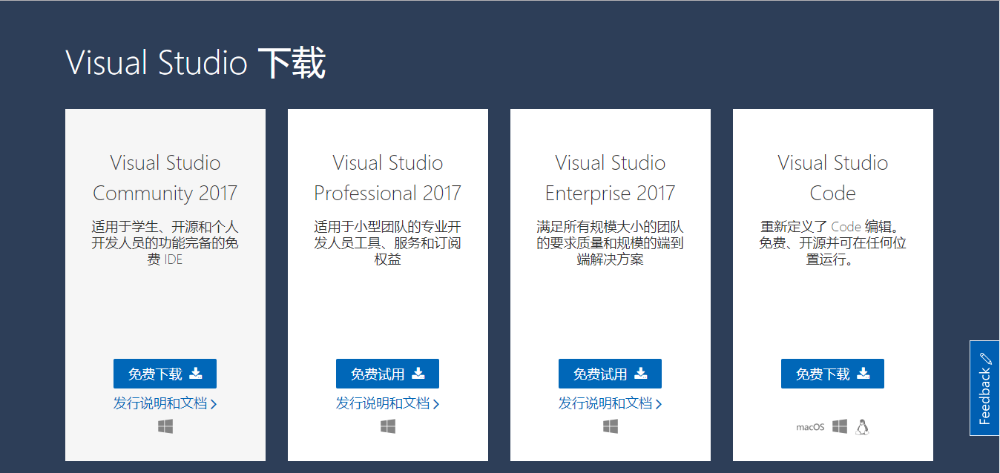 Visual Studio 下载
Visual Studio
Community 2017
适用于学生、开源和个人
开发人员的功能完备的免
费 IDE
免费下载
发行说明和文档
Visual Studio
Professional 2017
适用于小型团队的专业开
发人员工具、服务和订阅
权益
免费试用
发行说明和文档
Visual Studio
Enterprise 2017
满足所有规模大小的团队
的要求质量和规模的端到
端解决方案
免费试用
发行说明和文档
Visual Studio
Code
重新定义了 Code 编辑。
免费、开源并可在任何位
置运行。
免费下载
macOS
Feedback